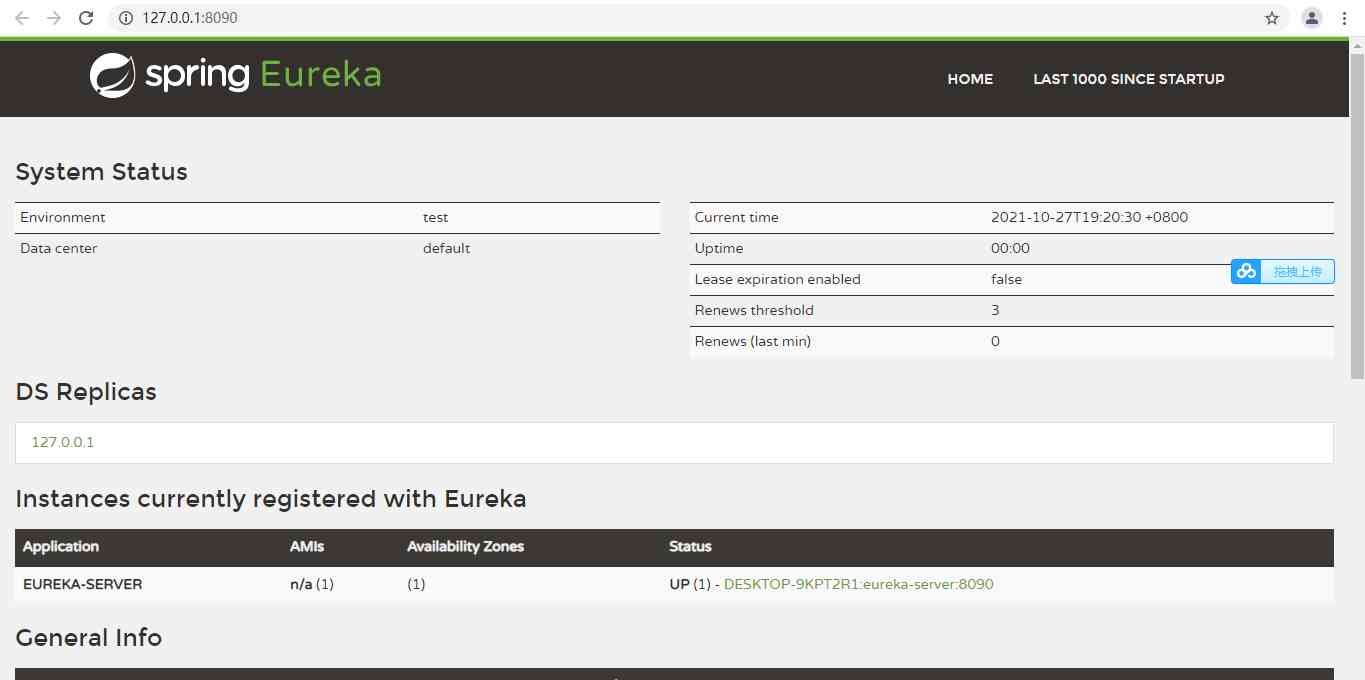 127.0.0.1:8090
spring Eureka
HOME LAST 1000 SINCE STARTUP
System Status
Environment test
Data center default
Current time 2021-10-27T19:20:30 +0800
Uptime 00:00
Lease expiration enabled false
Renews threshold 3
Renews (last min) 0
拖拽上传
DS Replicas
127.0.0.1
Instances currently registered with Eureka
Application AMIs Availability Zones Status
EUREKA-SERVER n/a (1) (1) UP (1) - DESKTOP-9KPT2R1:eureka-server:8090
General Info